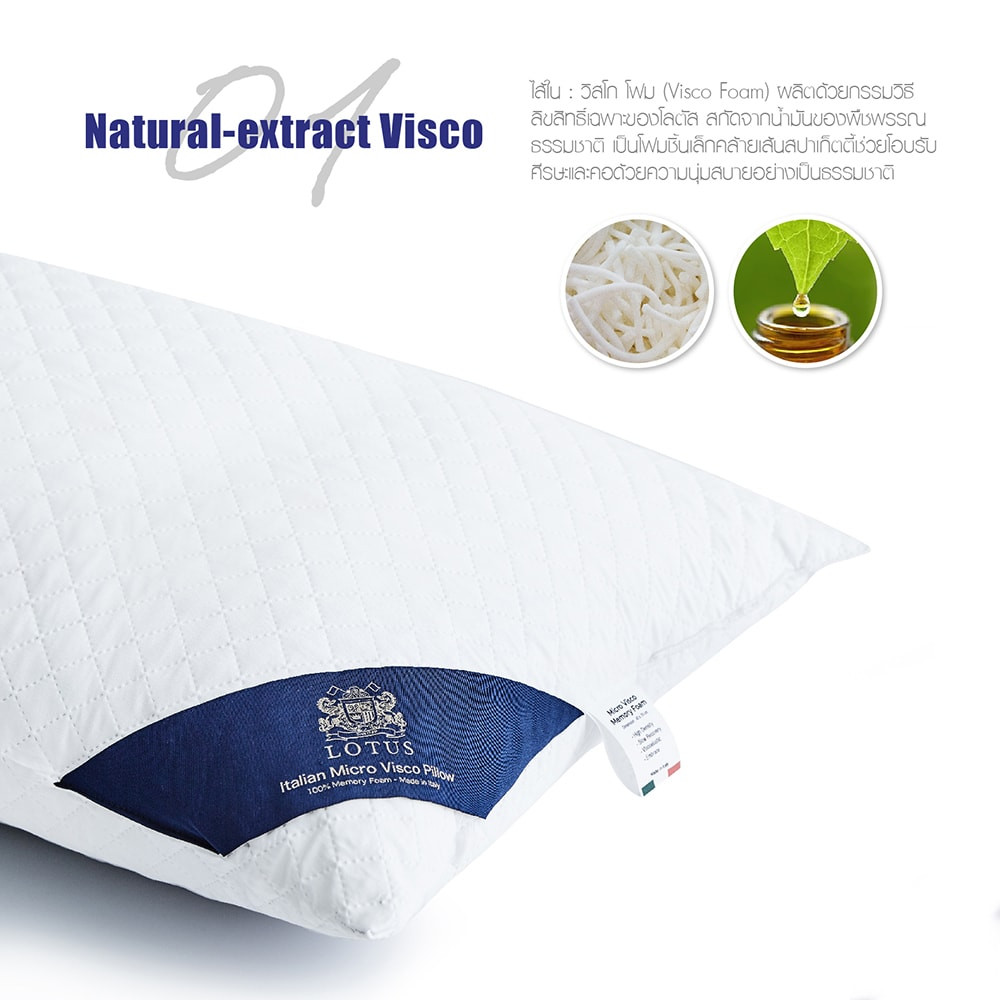 01
Natural-extract Visco
ไส้ใน : วิสโก โฟม (Visco Foam) ผลิตด้วยกรรมวิธี
ลิขสิทธิ์เฉพาะของโลตัส สกัดจากน้ำมันของพืชพรรณ
ธรรมชาติ เป็นโฟมชิ้นเล็กคล้ายเส้นสปาเก็ตตี้ช่วยโอบรับ
ศีรษะและคอด้วยความนุ่มสบายอย่างเป็นธรรมชาติ
LOTUS
Italian Micro Visco Pillow
100% Memory Foam - Made in Italy
Micro Visco
Memory Foam
- High Density
- Slow Recovery
Made in Italy